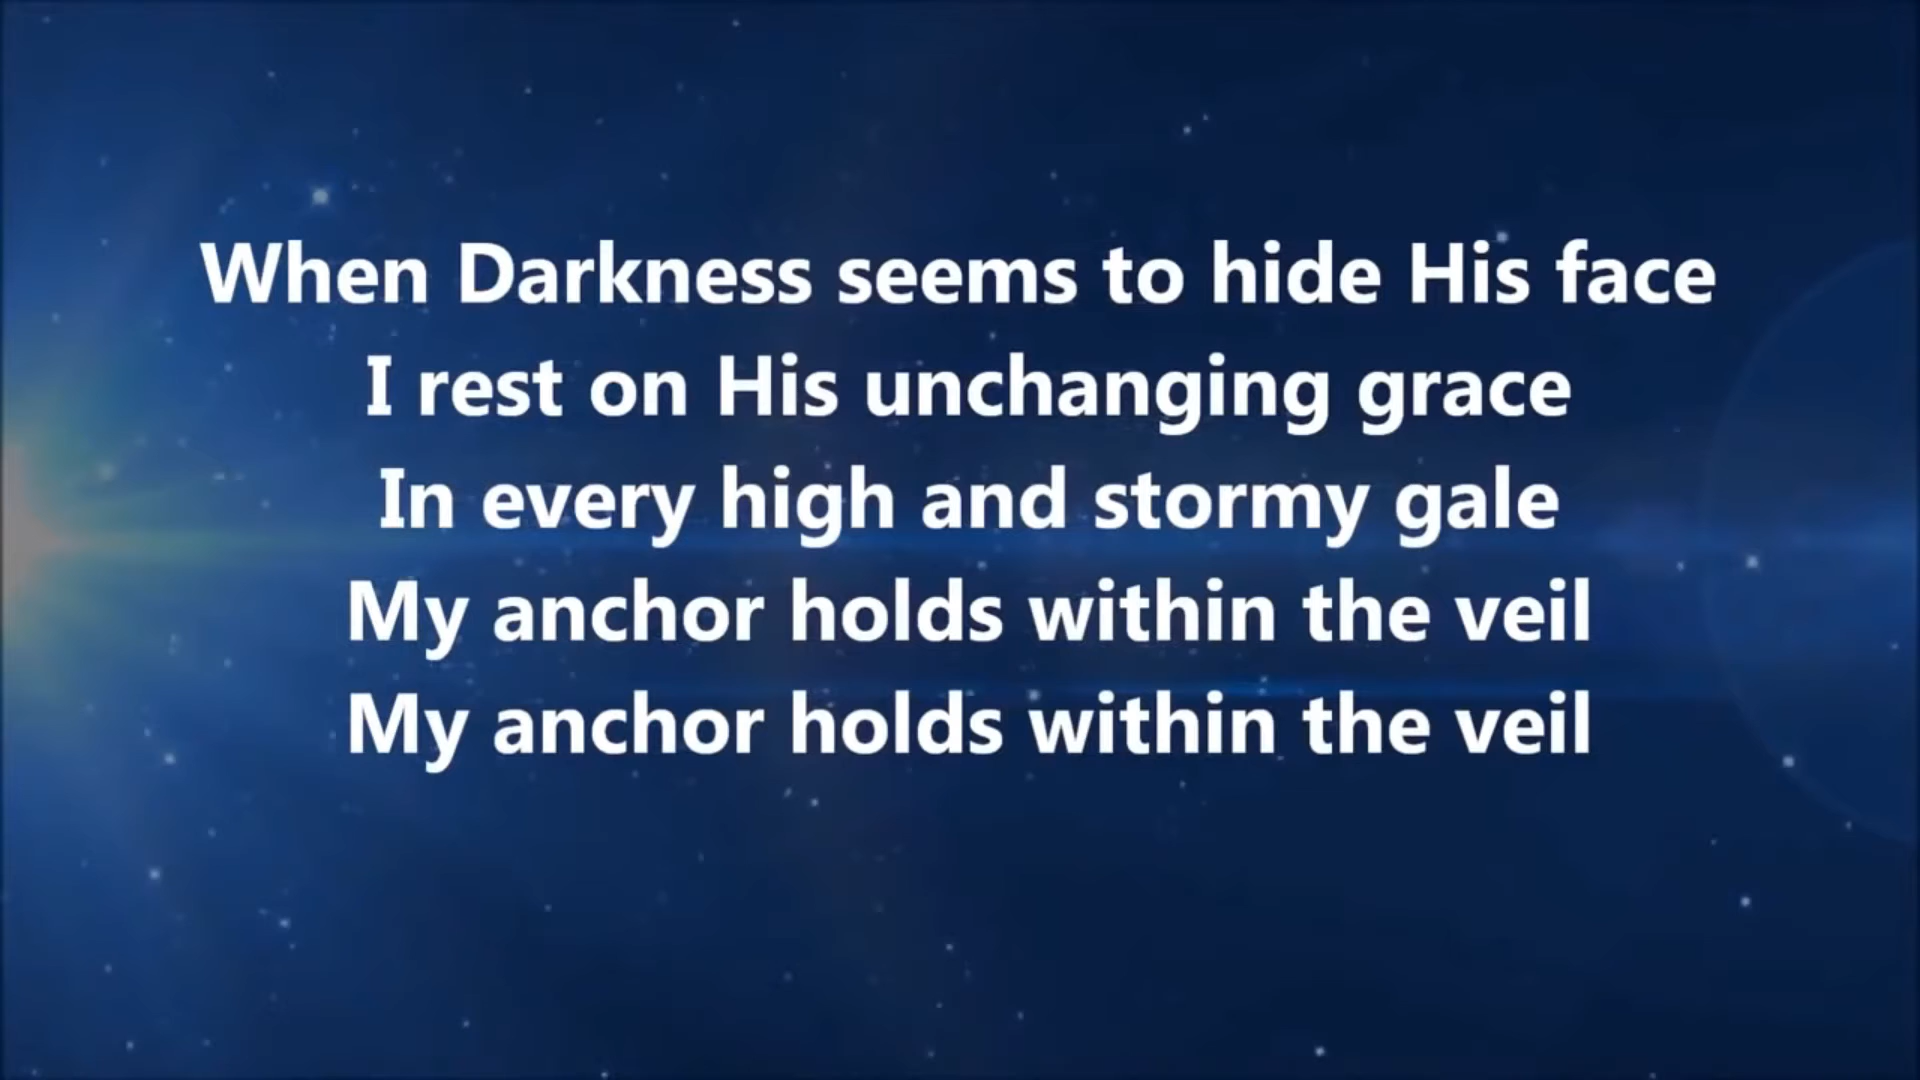 When Darkness seems to hide His face
I rest on His unchanging grace
In every high and stormy gale
My anchor holds within the veil
My anchor holds within the veil